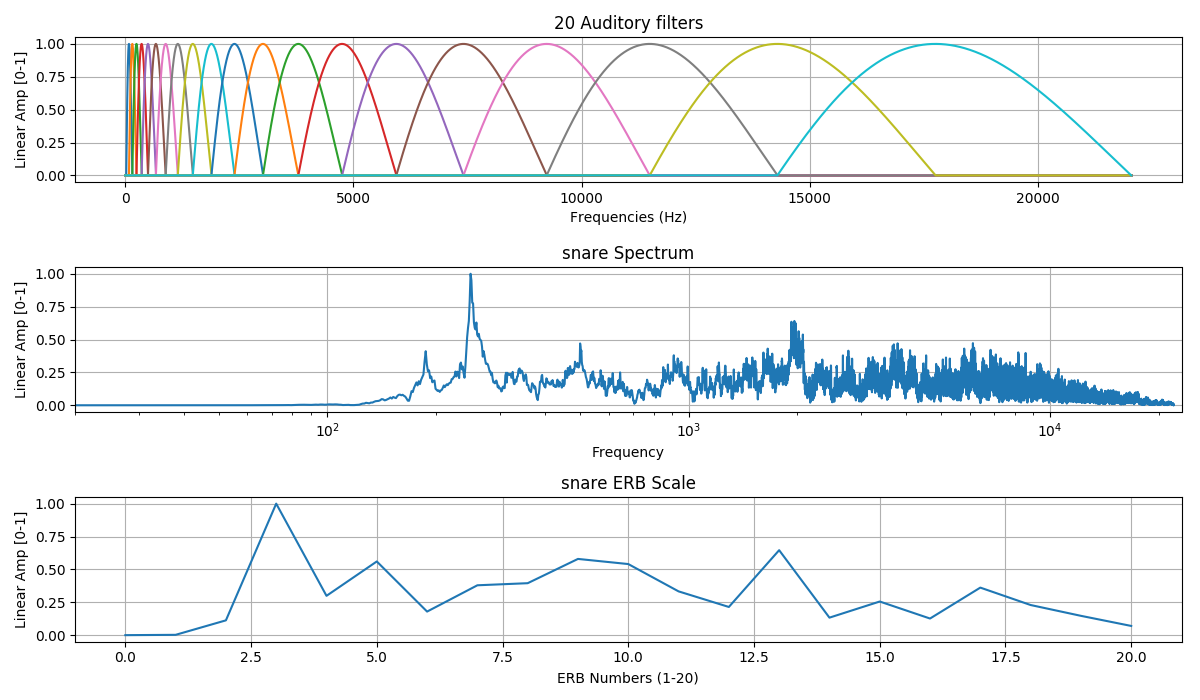 20 Auditory filters
Linear Amp [0-1]
1.00
0.75
0.50
0.25
0.00
0 5000 10000 15000 20000
Frequencies (Hz)
snare Spectrum
Linear Amp [0-1]
1.00
0.75
0.50
0.25
0.00
10² 10³ 10⁴
Frequency
snare ERB Scale
Linear Amp [0-1]
1.00
0.75
0.50
0.25
0.00
0.0 2.5 5.0 7.5 10.0 12.5 15.0 17.5 20.0
ERB Numbers (1-20)